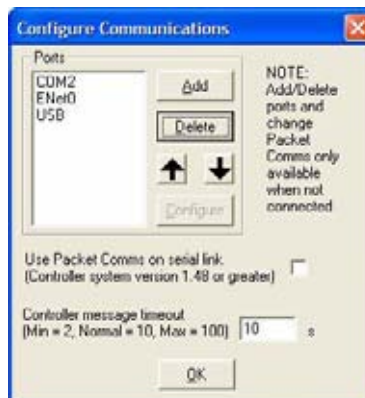 Configure Communications
Ports
COM2
ENet0
USB
Add
Delete
Configure
NOTE:
Add/Delete
ports and
change
Packet
Comms only
available
when not
connected
Use Packet Comms on serial link
(Controller system version 1.48 or greater)
Controller message timeout
(Min = 2, Normal = 10, Max = 100) 10 s
OK